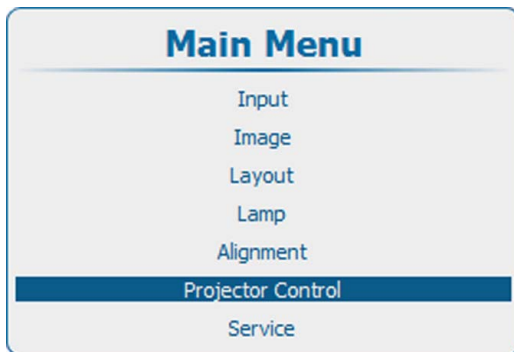 Main Menu
Input
Image
Layout
Lamp
Alignment
Projector Control
Service